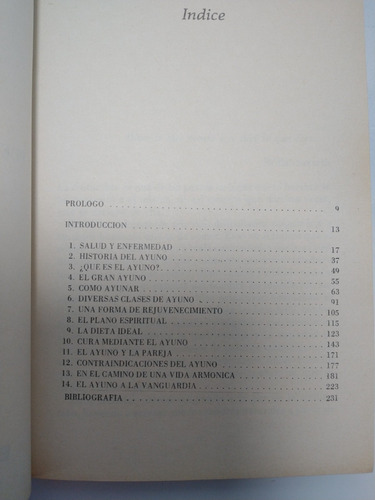 Indice
PROLOGO 9
INTRODUCCION 13
1. SALUD Y ENFERMEDAD 17
2. HISTORIA DEL AYUNO 37
3. ¿QUE ES EL AYUNO? 49
4. EL GRAN AYUNO 55
5. COMO AYUNAR 63
6. DIVERSAS CLASES DE AYUNO 91
7. UNA FORMA DE REJUVENECIMIENTO 105
8. EL PLANO ESPIRITUAL 115
9. LA DIETA IDEAL 123
10. CURA MEDIANTE EL AYUNO 143
11. EL AYUNO Y LA PAREJA 171
12. CONTRAINDICACIONES DEL AYUNO 177
13. EN EL CAMINO DE UNA VIDA ARMONICA 181
14. EL AYUNO A LA VANGUARDIA 223
BIBLIOGRAFIA 231